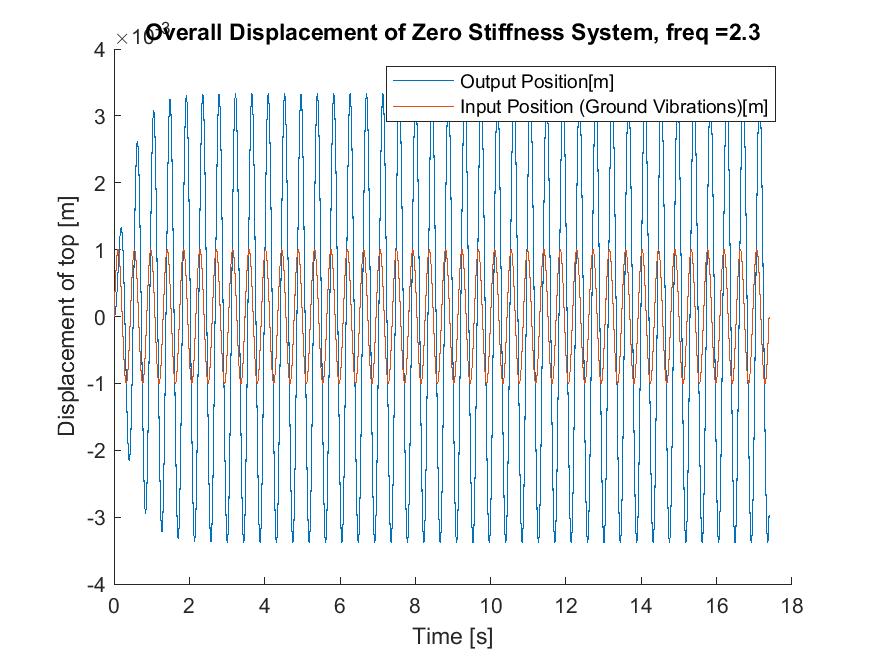 Overall Displacement of Zero Stiffness System, freq =2.3
×10⁻³
Output Position[m]
Input Position (Ground Vibrations)[m]
4
3
2
1
0
-1
-2
-3
-4
Displacement of top [m]
0 2 4 6 8 10 12 14 16 18
Time [s]